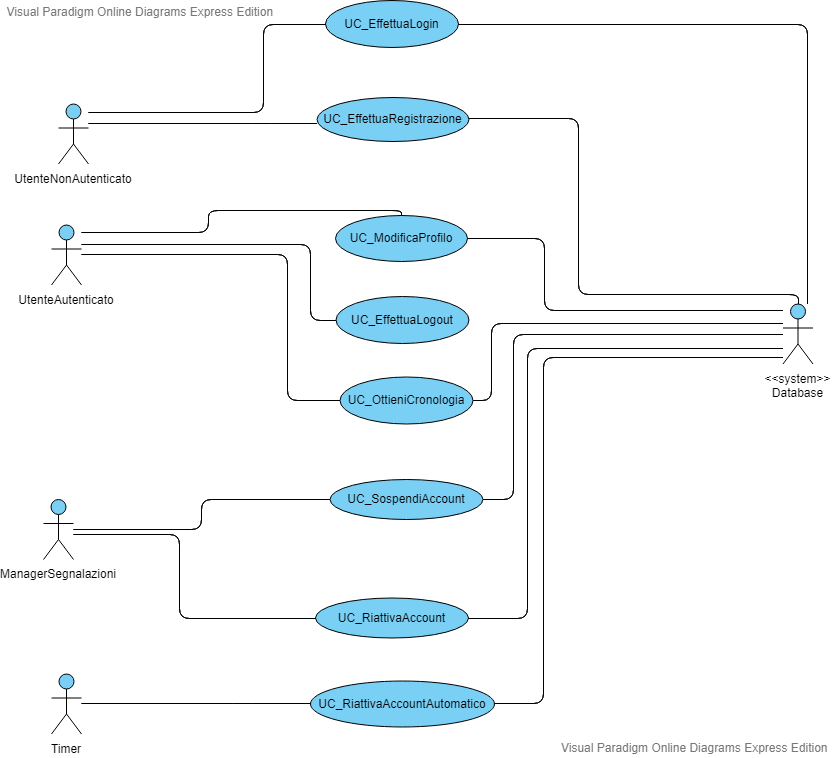 Visual Paradigm Online Diagrams Express Edition
UC_EffettuaLogin
UC_EffettuaRegistrazione
UtenteNonAutenticato
UC_ModificaProfilo
UtenteAutenticato
UC_EffettuaLogout
<<system>>
Database
UC_OttieniCronologia
UC_SospendiAccount
ManagerSegnalazioni
UC_RiattivaAccount
UC_RiattivaAccountAutomatico
Timer
Visual Paradigm Online Diagrams Express Edition